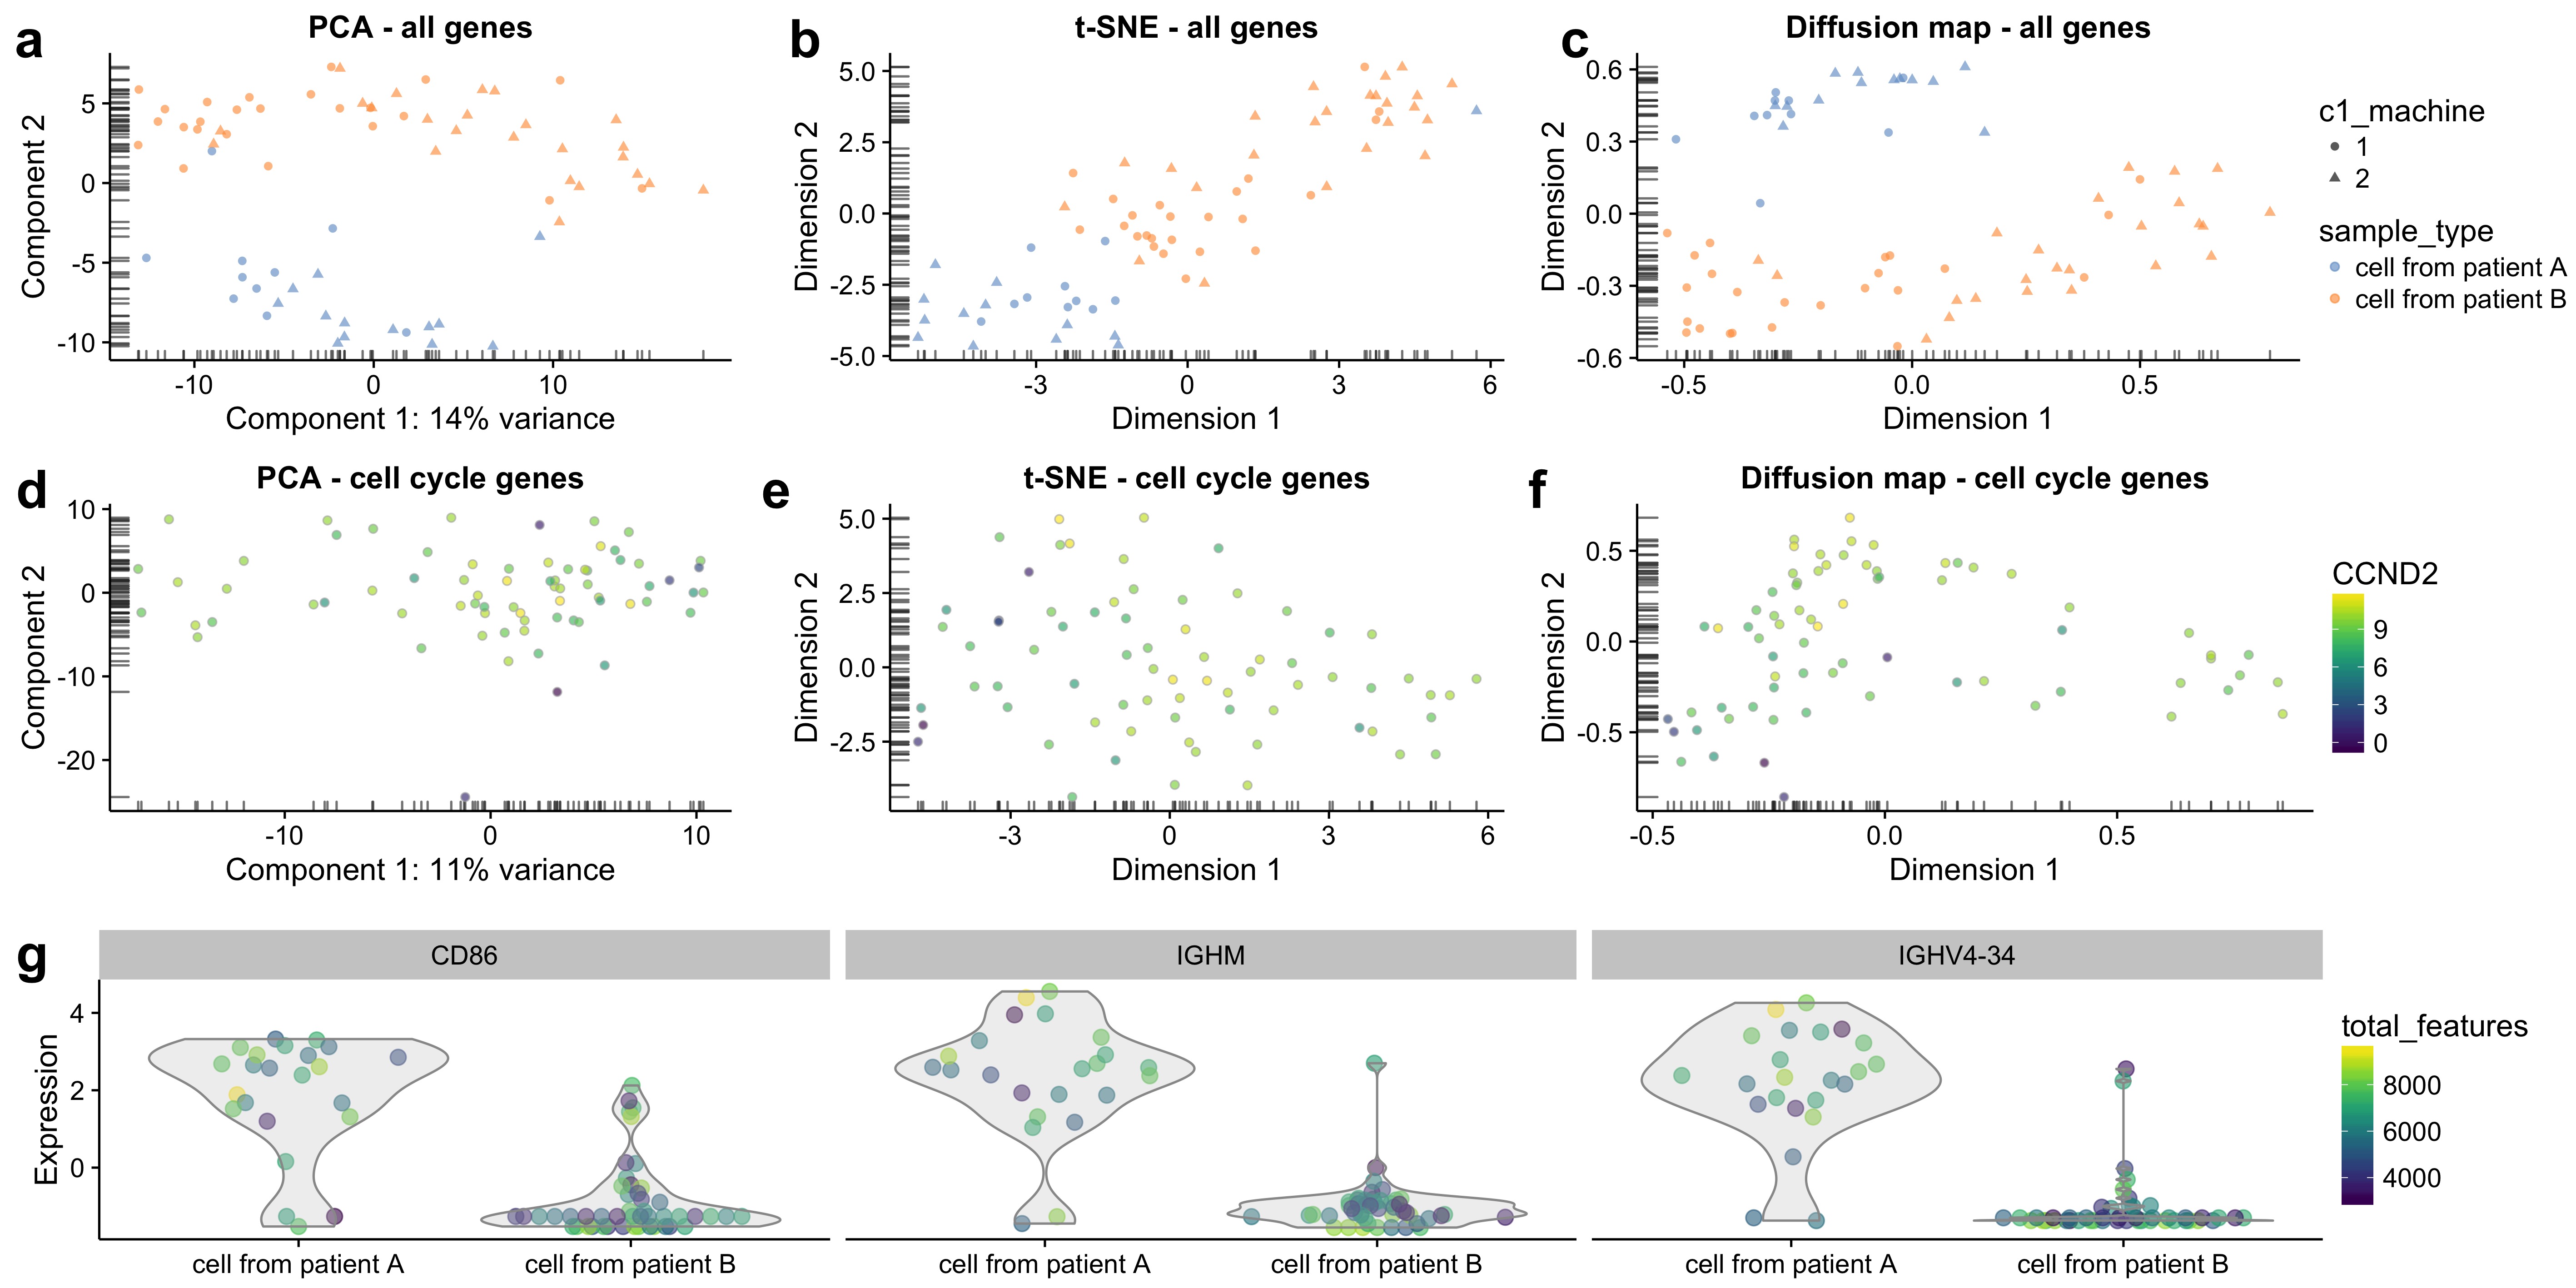 a
PCA - all genes
Component 2
5
0
-5
-10
-10 0 10
Component 1: 14% variance
b
t-SNE - all genes
Dimension 2
5.0
2.5
0.0
-2.5
-5.0
-3 0 3 6
Dimension 1
c
Diffusion map - all genes
Dimension 2
0.6
0.3
0.0
-0.3
-0.6
-0.5 0.0 0.5
Dimension 1
c1_machine
1
2
sample_type
cell from patient A
cell from patient B
d
PCA - cell cycle genes
Component 2
10
0
-10
-20
-10 0 10
Component 1: 11% variance
e
t-SNE - cell cycle genes
Dimension 2
5.0
2.5
0.0
-2.5
-3 0 3 6
Dimension 1
f
Diffusion map - cell cycle genes
Dimension 2
0.5
0.0
-0.5
-0.5 0.0 0.5
Dimension 1
CCND2
9
6
3
0
g
CD86 IGHM IGHV4-34
Expression
4
2
0
cell from patient A cell from patient B cell from patient A cell from patient B cell from patient A cell from patient B
total_features
8000
6000
4000